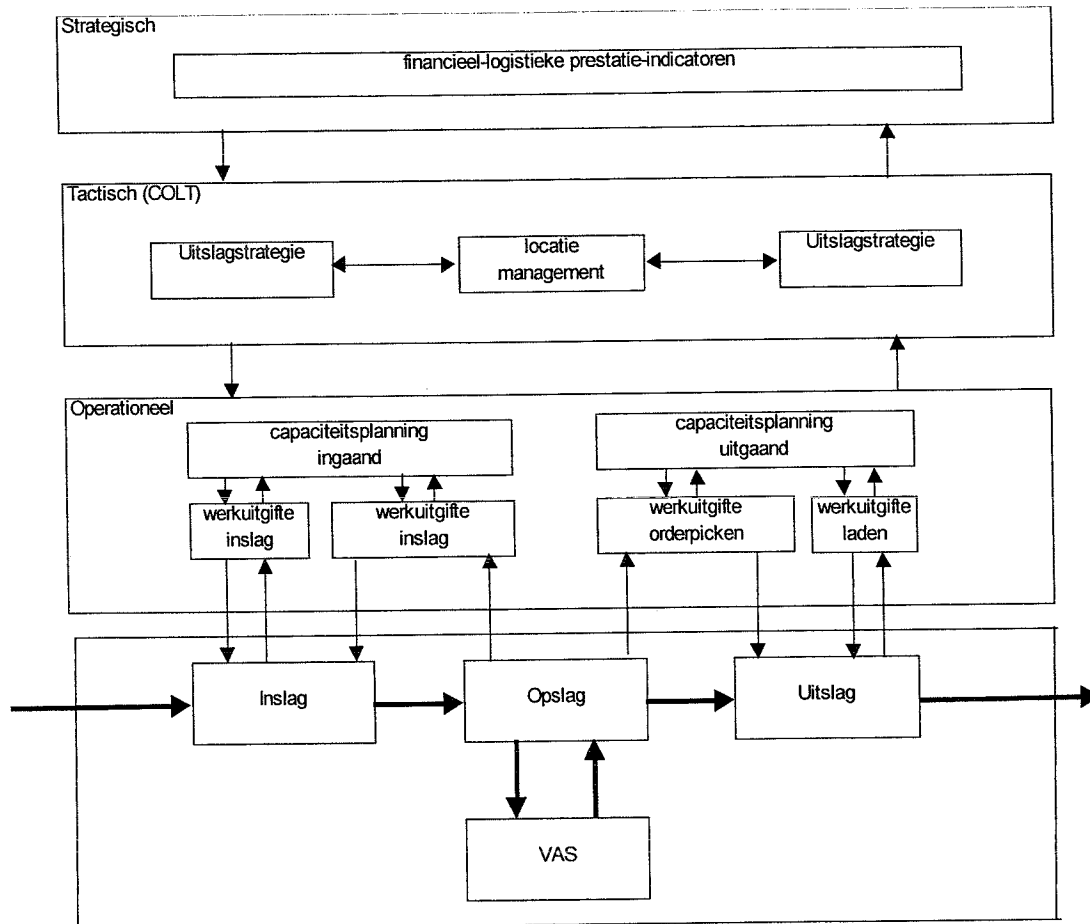 Strategisch
financieel-logistieke prestatie-indicatoren
Tactisch (COLT)
Uitslagstrategie
locatie
management
Uitslagstrategie
Operationeel
capaciteitsplanning
ingaand
capaciteitsplanning
uitgaand
werkuitgifte
inslag
werkuitgifte
inslag
werkuitgifte
orderpicken
werkuitgifte
laden
Inslag
Opslag
Uitslag
VAS